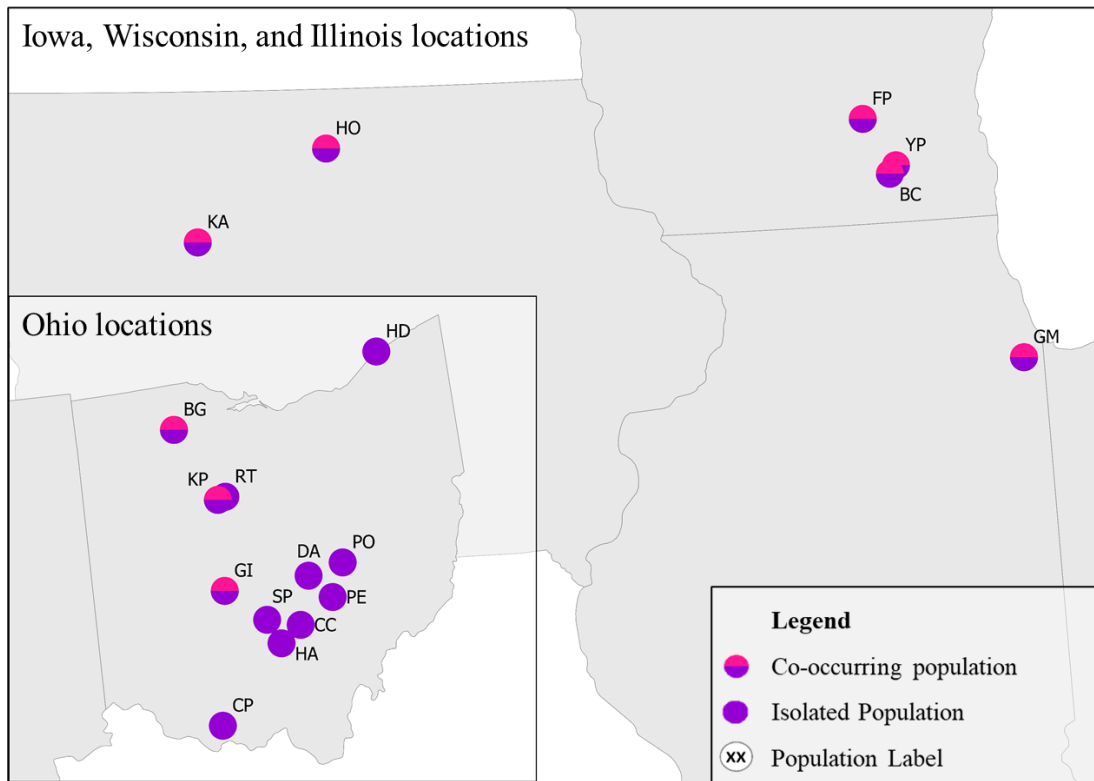 Iowa, Wisconsin, and Illinois locations
FP
HO
YP
BC
KA
Ohio locations
HD
GM
BG
KP
RT
PO
DA
GI
PE
SP
CC
HA
CP
Legend
Co-occurring population
Isolated Population
XX Population Label